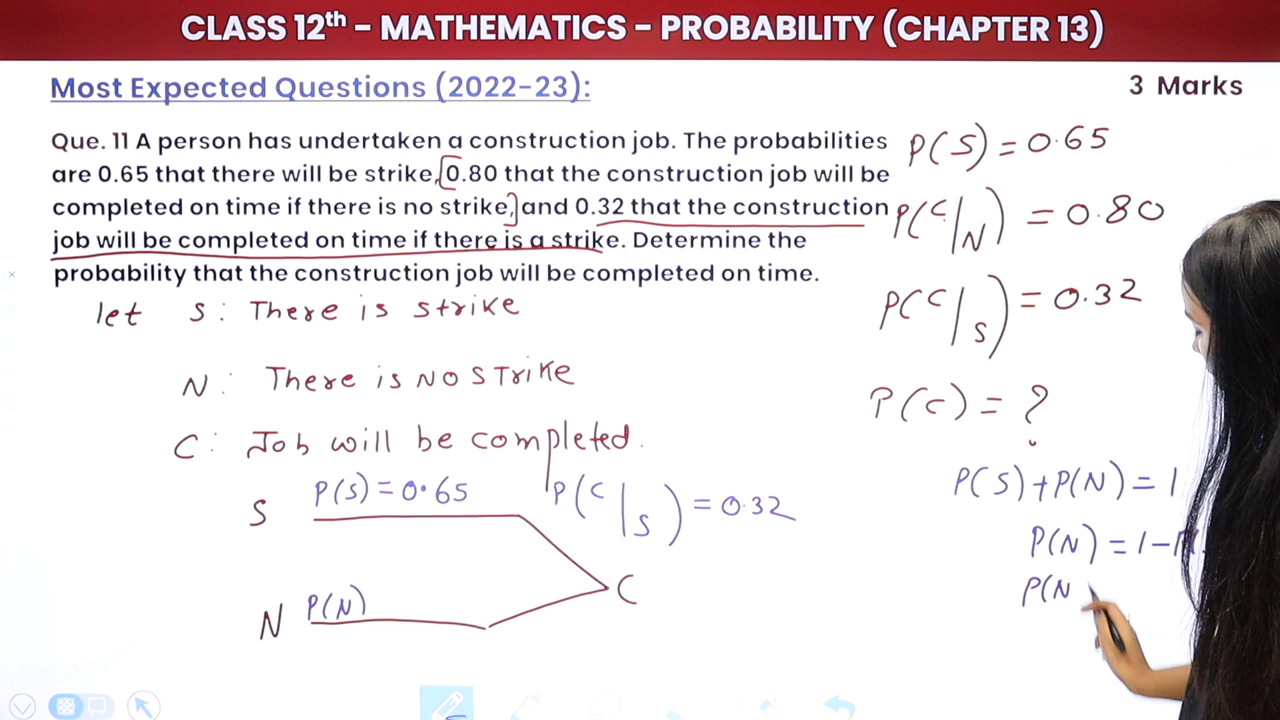 CLASS 12th - MATHEMATICS - PROBABILITY (CHAPTER 13)
Most Expected Questions (2022-23):
3 Marks
Que. 11 A person has undertaken a construction job. The probabilities
are 0.65 that there will be strike, 0.80 that the construction job will be
completed on time if there is no strike, and 0.32 that the construction
job will be completed on time if there is a strike. Determine the
probability that the construction job will be completed on time.
P(S) = 0.65
P(C/N) = 0.80
P(C/S) = 0.32
P(C) = ?
let S: There is strike
N: There is NO STrike
C: Job will be completed.
S P(S) = 0.65 P(C/S) = 0.32
C
N P(N)
P(S)+P(N) = 1
P(N) = 1-
P(N